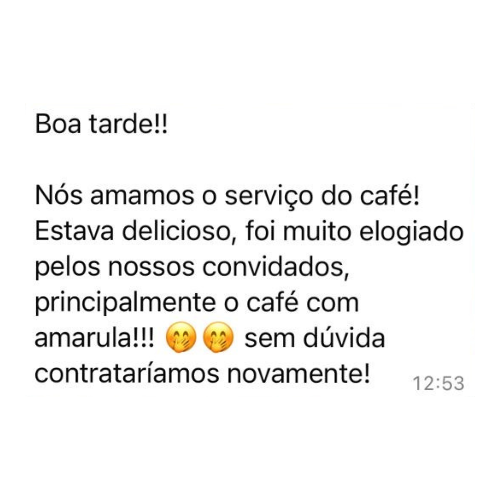 Boa tarde!!
Nós amamos o serviço do café!
Estava delicioso, foi muito elogiado
pelos nossos convidados,
principalmente o café com
amarula!!! 🤭🤭 sem dúvida
contrataríamos novamente!
12:53